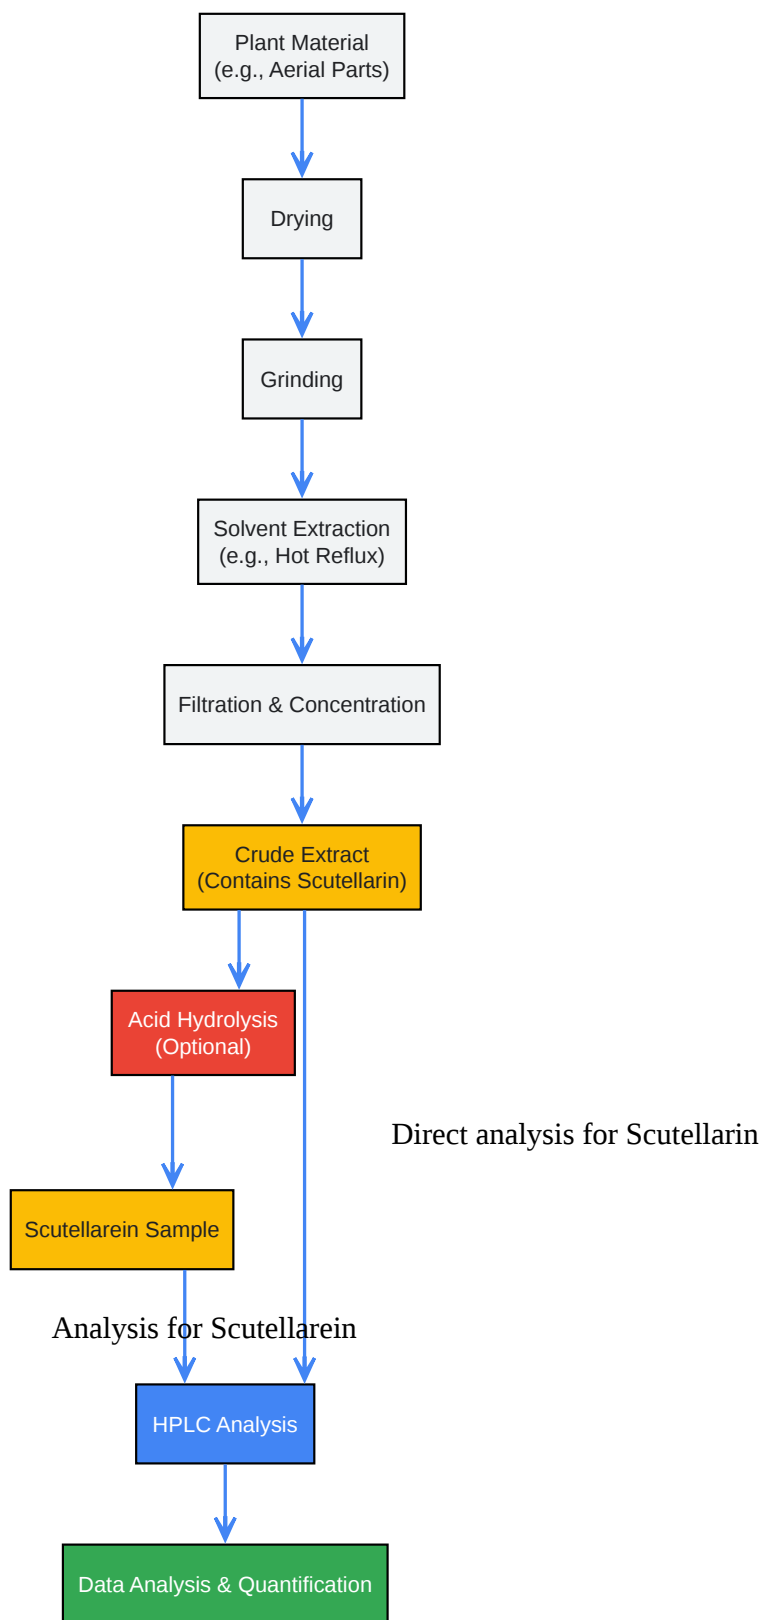 Plant Material
(e.g., Aerial Parts)
Drying
Grinding
Solvent Extraction
(e.g., Hot Reflux)
Filtration & Concentration
Crude Extract
(Contains Scutellarin)
Acid Hydrolysis
(Optional)
Direct analysis for Scutellarin
Scutellarein Sample
Analysis for Scutellarein
HPLC Analysis
Data Analysis & Quantification